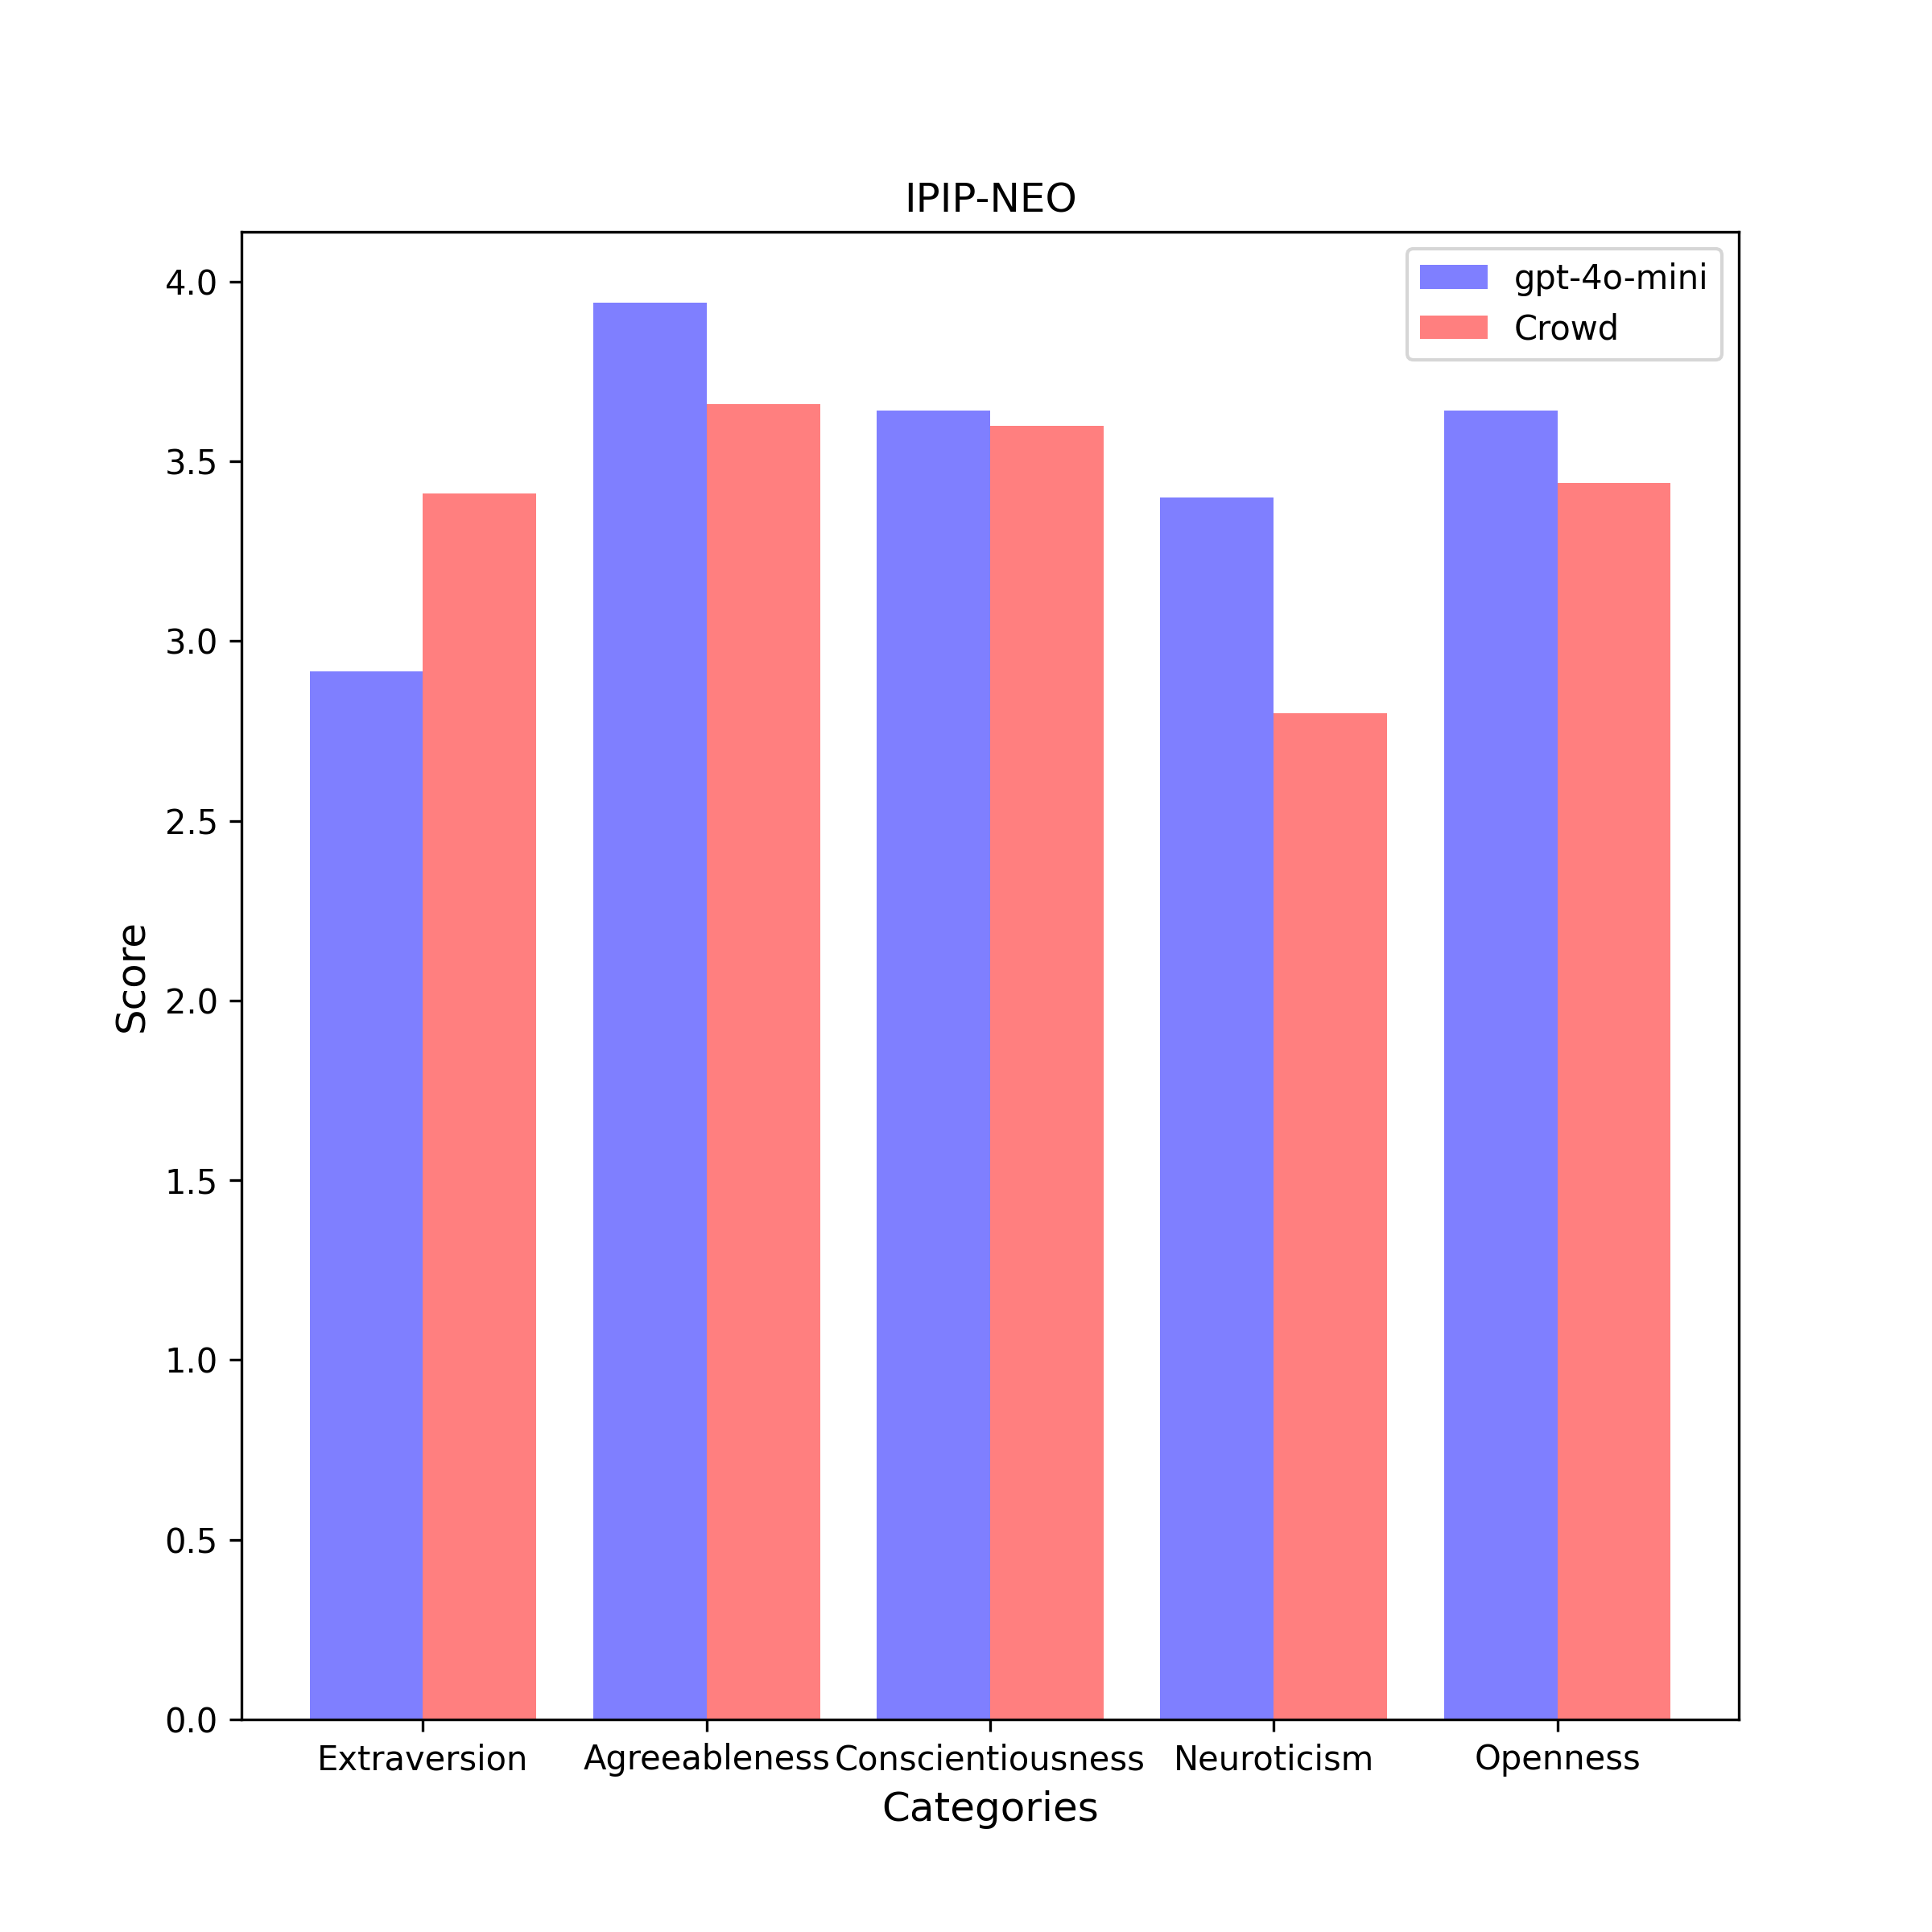 IPIP-NEO
gpt-4o-mini
Crowd
4.0
3.5
3.0
2.5
2.0
1.5
1.0
0.5
0.0
Score
Extraversion Agreeableness Conscientiousness Neuroticism Openness
Categories